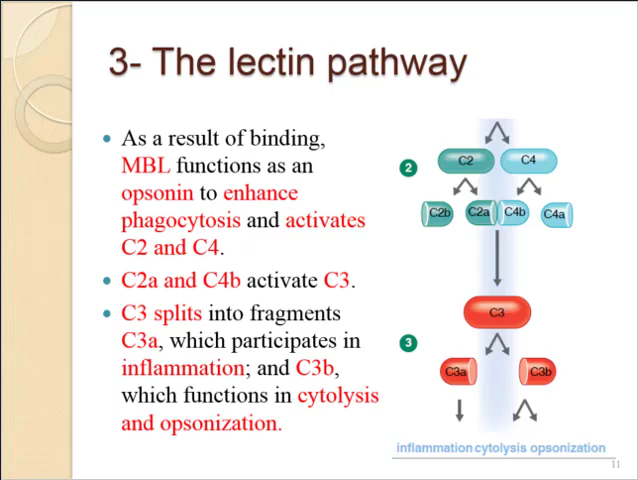 3- The lectin pathway
As a result of binding,
MBL functions as an
opsonin to enhance
phagocytosis and activates
C2 and C4.
C2a and C4b activate C3.
C3 splits into fragments
C3a, which participates in
inflammation; and C3b,
which functions in cytolysis
and opsonization.
C2 C4
2
C2b C2a C4b C4a
C3
3
C3a C3b
inflammation cytolysis opsonization
11